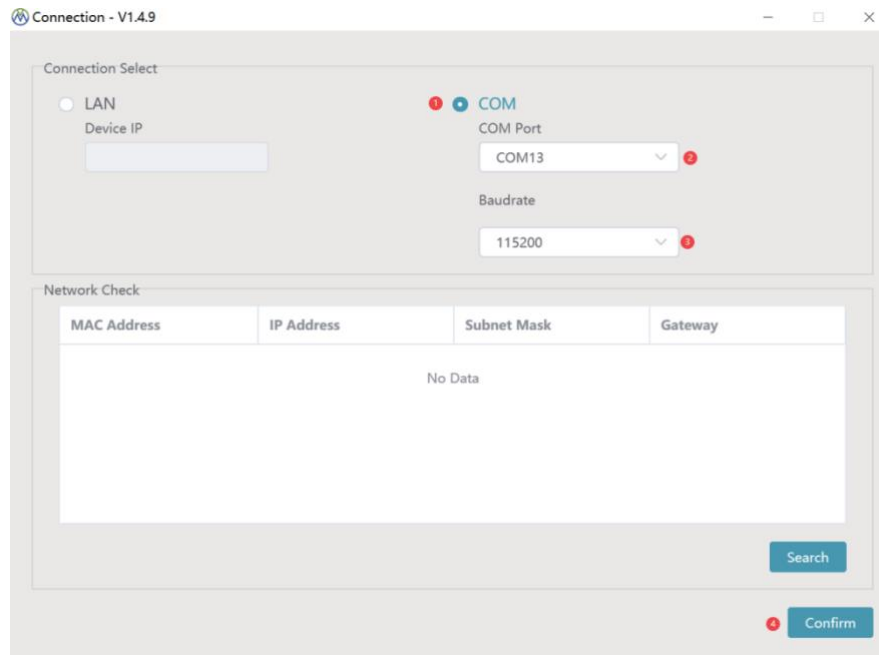 Connection - V1.4.9
Connection Select
LAN
Device IP
1 COM
COM Port
COM13 2
Baudrate
115200 3
Network Check
MAC Address IP Address Subnet Mask Gateway
No Data
Search
4 Confirm